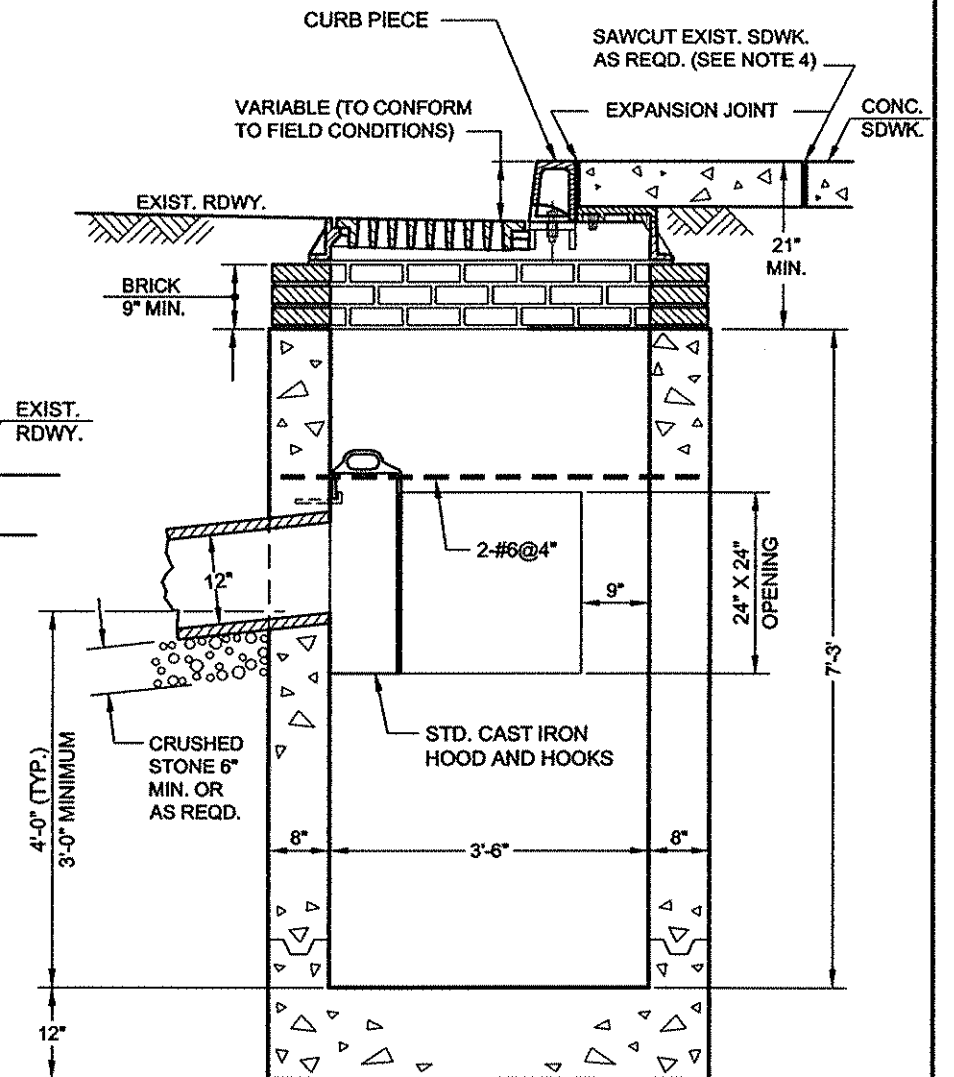 CURB PIECE
SAWCUT EXIST. SDWK.
AS REQD. (SEE NOTE 4)
VARIABLE (TO CONFORM
TO FIELD CONDITIONS)
EXPANSION JOINT
CONC.
SDWK.
EXIST. RDWY.
21"
MIN.
BRICK
9" MIN.
EXIST.
RDWY.
2-#6@4"
12"
9"
24" X 24"
OPENING
7'-3'
STD. CAST IRON
HOOD AND HOOKS
CRUSHED
STONE 6"
MIN. OR
AS REQD.
4'-0" (TYP.)
3'-0" MINIMUM
8"
3'-6"
8"
12"